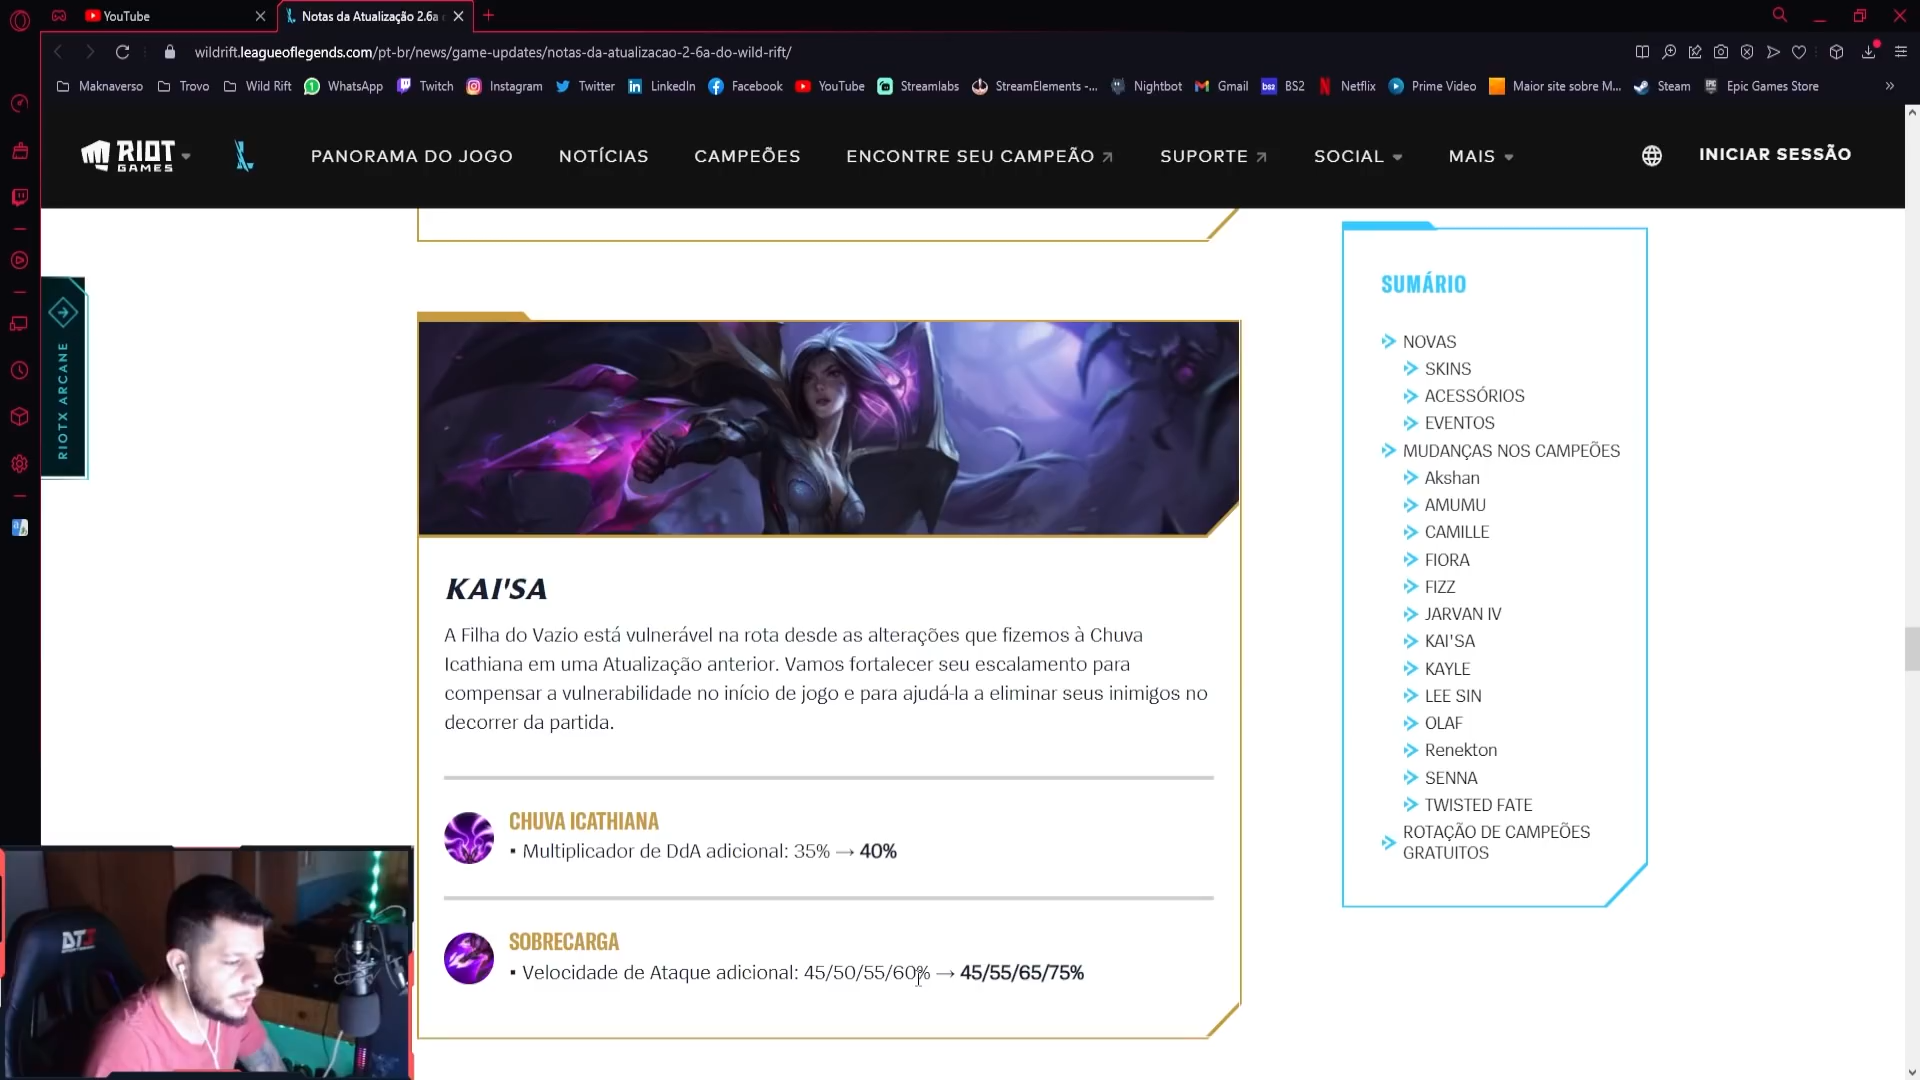 YouTube
Notas da Atualização 2.6a
wildrift.leagueoflegends.com/pt-br/news/game-updates/notas-da-atualizacao-2-6a-do-wild-rift/
Maknaverso Trovo Wild Rift WhatsApp Twitch Instagram Twitter LinkedIn Facebook YouTube Streamlabs StreamElements -... Nightbot Gmail BS2 Netflix Prime Video Maior site sobre M... Steam Epic Games Store
RIOT GAMES PANORAMA DO JOGO NOTÍCIAS CAMPEÕES ENCONTRE SEU CAMPEÃO SUPORTE SOCIAL MAIS INICIAR SESSÃO
RIOTX ARCANE
KAI'SA
A Filha do Vazio está vulnerável na rota desde as alterações que fizemos à Chuva
Icathiana em uma Atualização anterior. Vamos fortalecer seu escalamento para
compensar a vulnerabilidade no início de jogo e para ajudá-la a eliminar seus inimigos no
decorrer da partida.
CHUVA ICATHIANA
▪ Multiplicador de DdA adicional: 35% → 40%
SOBRECARGA
▪ Velocidade de Ataque adicional: 45/50/55/60% → 45/55/65/75%
SUMÁRIO
NOVAS
SKINS
ACESSÓRIOS
EVENTOS
MUDANÇAS NOS CAMPEÕES
Akshan
AMUMU
CAMILLE
FIORA
FIZZ
JARVAN IV
KAI'SA
KAYLE
LEE SIN
OLAF
Renekton
SENNA
TWISTED FATE
ROTAÇÃO DE CAMPEÕES
GRATUITOS
DT3